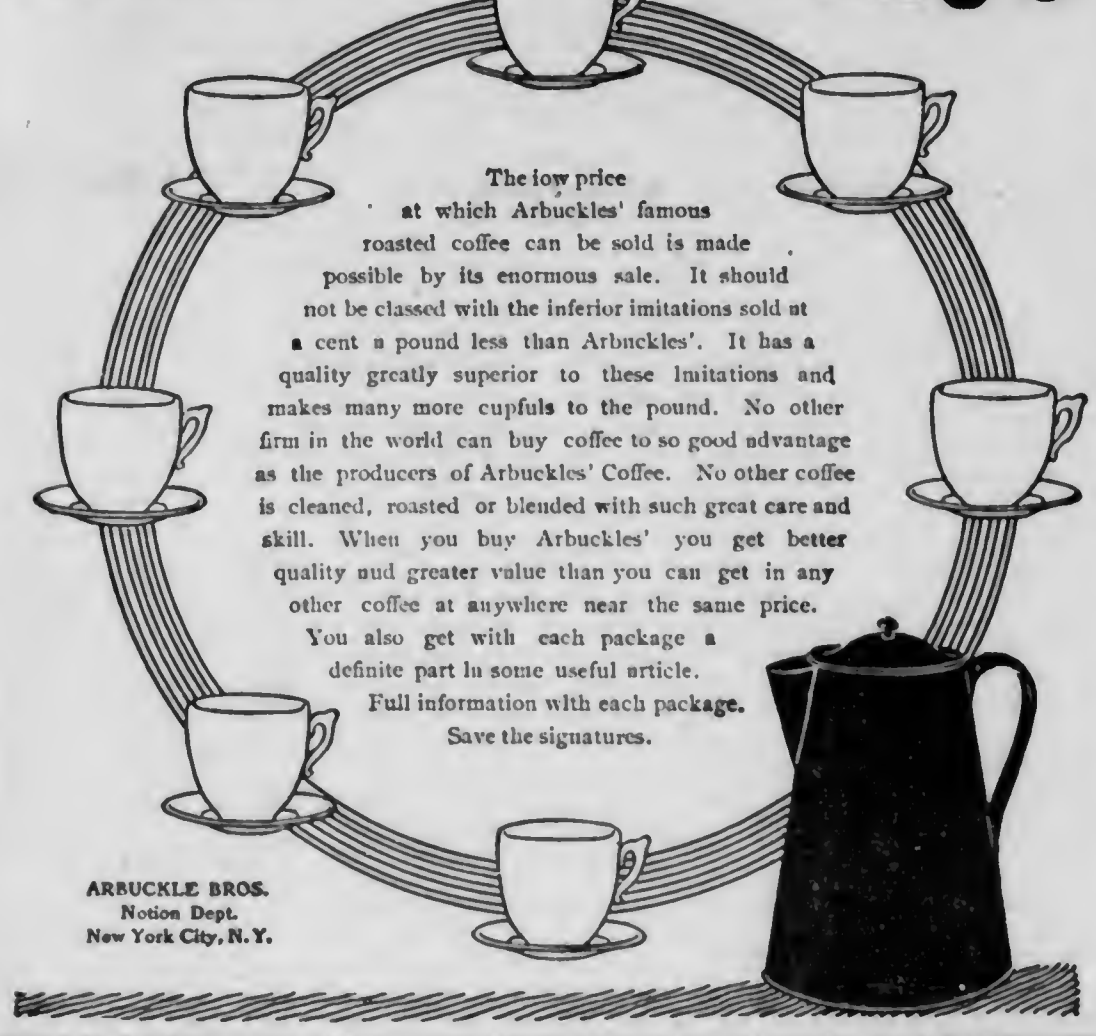 The low price
at which Arbuckles' famous
roasted coffee can be sold is made
possible by its enormous sale. It should
not be classed with the inferior imitations sold at
a cent a pound less than Arbuckles'. It has a
quality greatly superior to these imitations and
makes many more cupfuls to the pound. No other
firm in the world can buy coffee to so good advantage
as the producers of Arbuckles' Coffee. No other coffee
is cleaned, roasted or blended with such great care and
skill. When you buy Arbuckles' you get better
quality and greater value than you can get in any
other coffee at anywhere near the same price.
You also get with each package a
definite part in some useful article.
Full information with each package.
Save the signatures.
ARBUCKLE BROS.
Notion Dept.
New York City, N. Y.